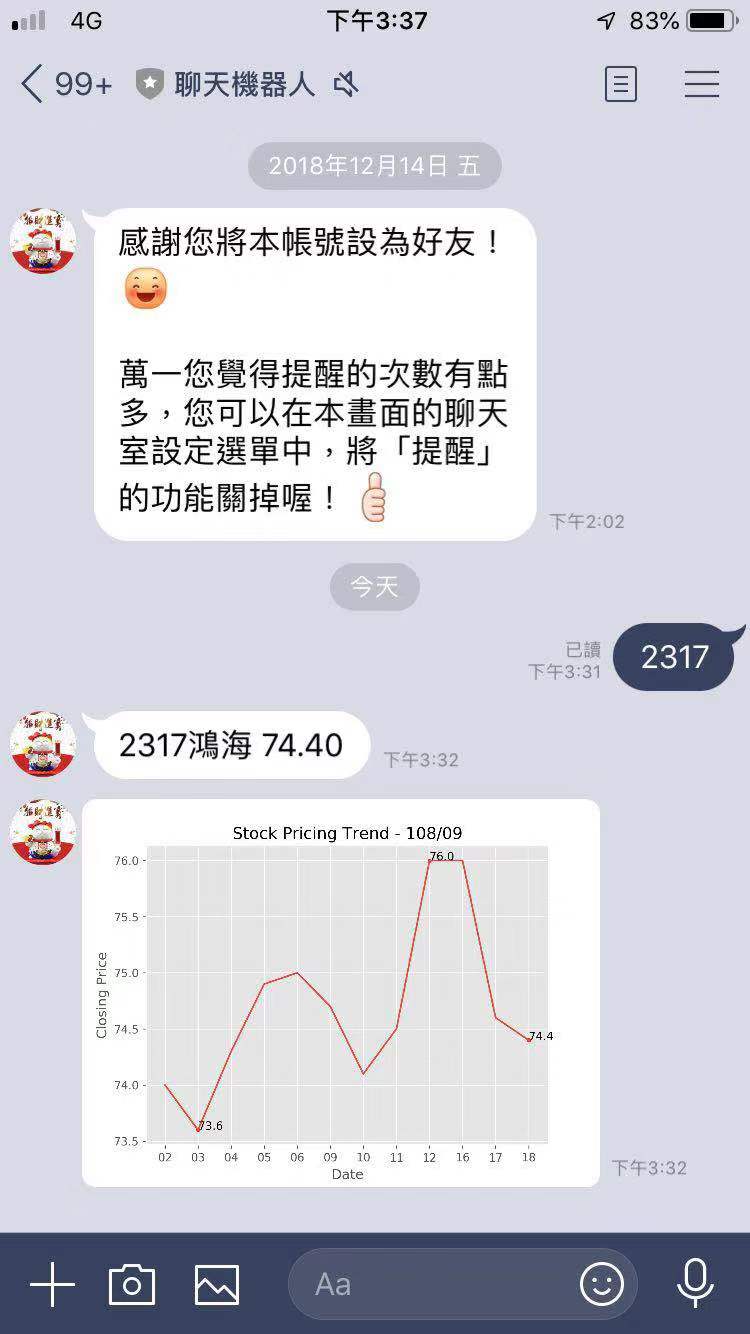 4G
下午3:37
83%
99+
聊天機器人
2018年12月14日 五
感謝您將本帳號設為好友！
萬一您覺得提醒的次數有點
多，您可以在本畫面的聊天
室設定選單中，將「提醒」
的功能關掉喔！
下午2:02
今天
已讀
下午3:31
2317
2317鴻海 74.40
下午3:32
Stock Pricing Trend - 108/09
Closing Price
76.0
75.5
75.0
74.5
74.0
73.5
76.0
74.4
73.6
02 03 04 05 06 09 10 11 12 16 17 18
Date
下午3:32
Aa